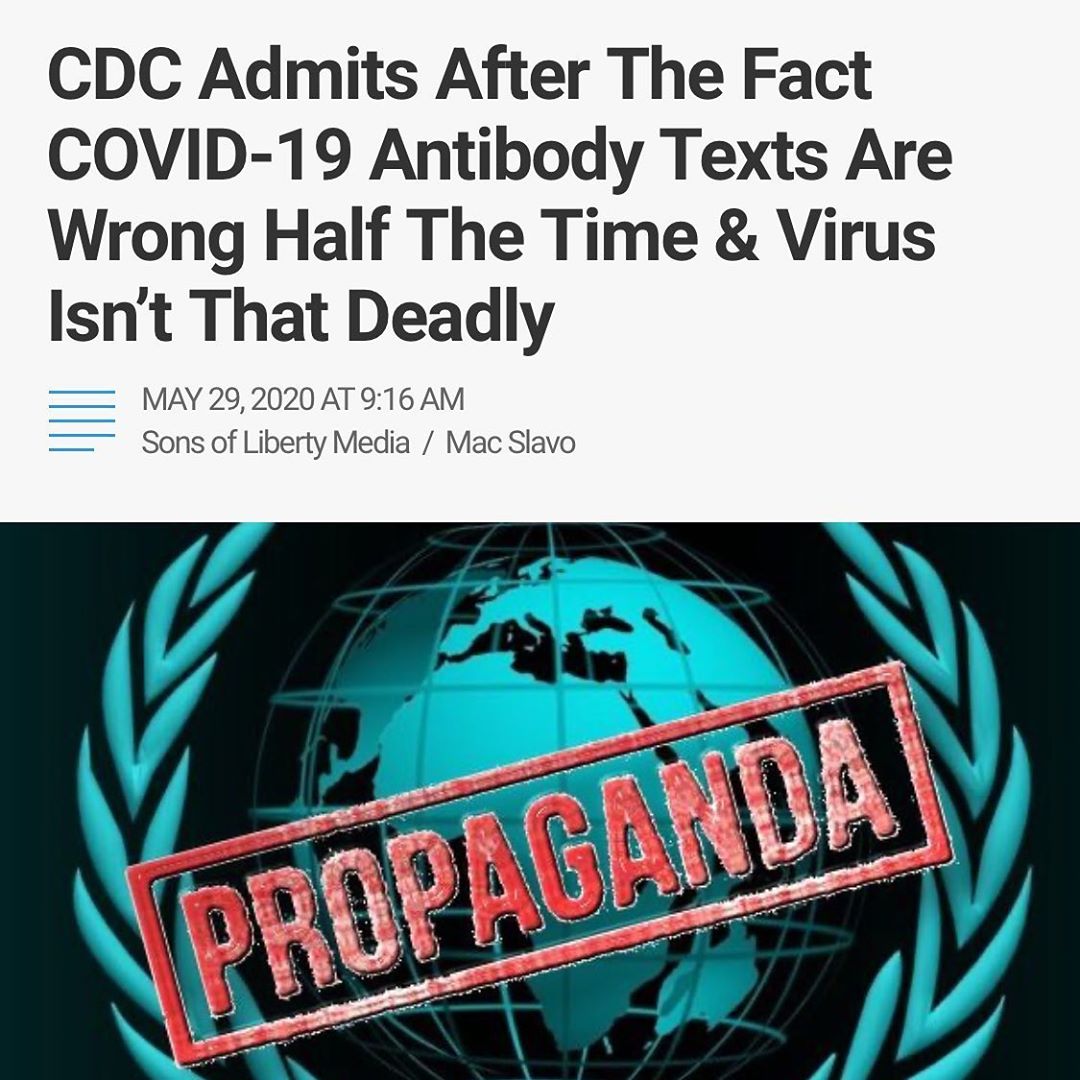 CDC Admits After The Fact
COVID-19 Antibody Texts Are
Wrong Half The Time & Virus
Isn’t That Deadly
MAY 29, 2020 AT 9:16 AM
Sons of Liberty Media / Mac Slavo
PROPAGANDA